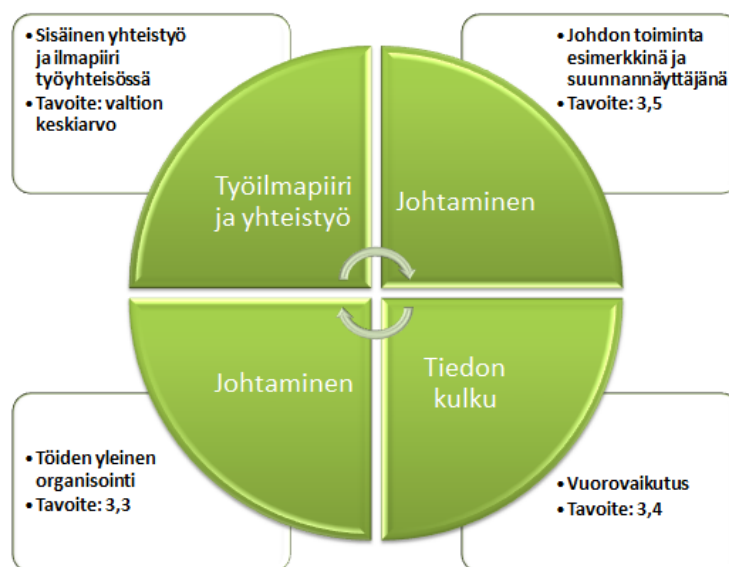 • Sisäinen yhteistyö
ja ilmapiiri
työyhteisössä
• Tavoite: valtion
keskiarvo
• Johdon toiminta
esimerkkinä ja
suunnannäyttäjänä
• Tavoite: 3,5
Työilmapiiri
ja yhteistyö
Johtaminen
Johtaminen
Tiedon
kulku
• Töiden yleinen
organisointi
• Tavoite: 3,3
• Vuorovaikutus
• Tavoite: 3,4